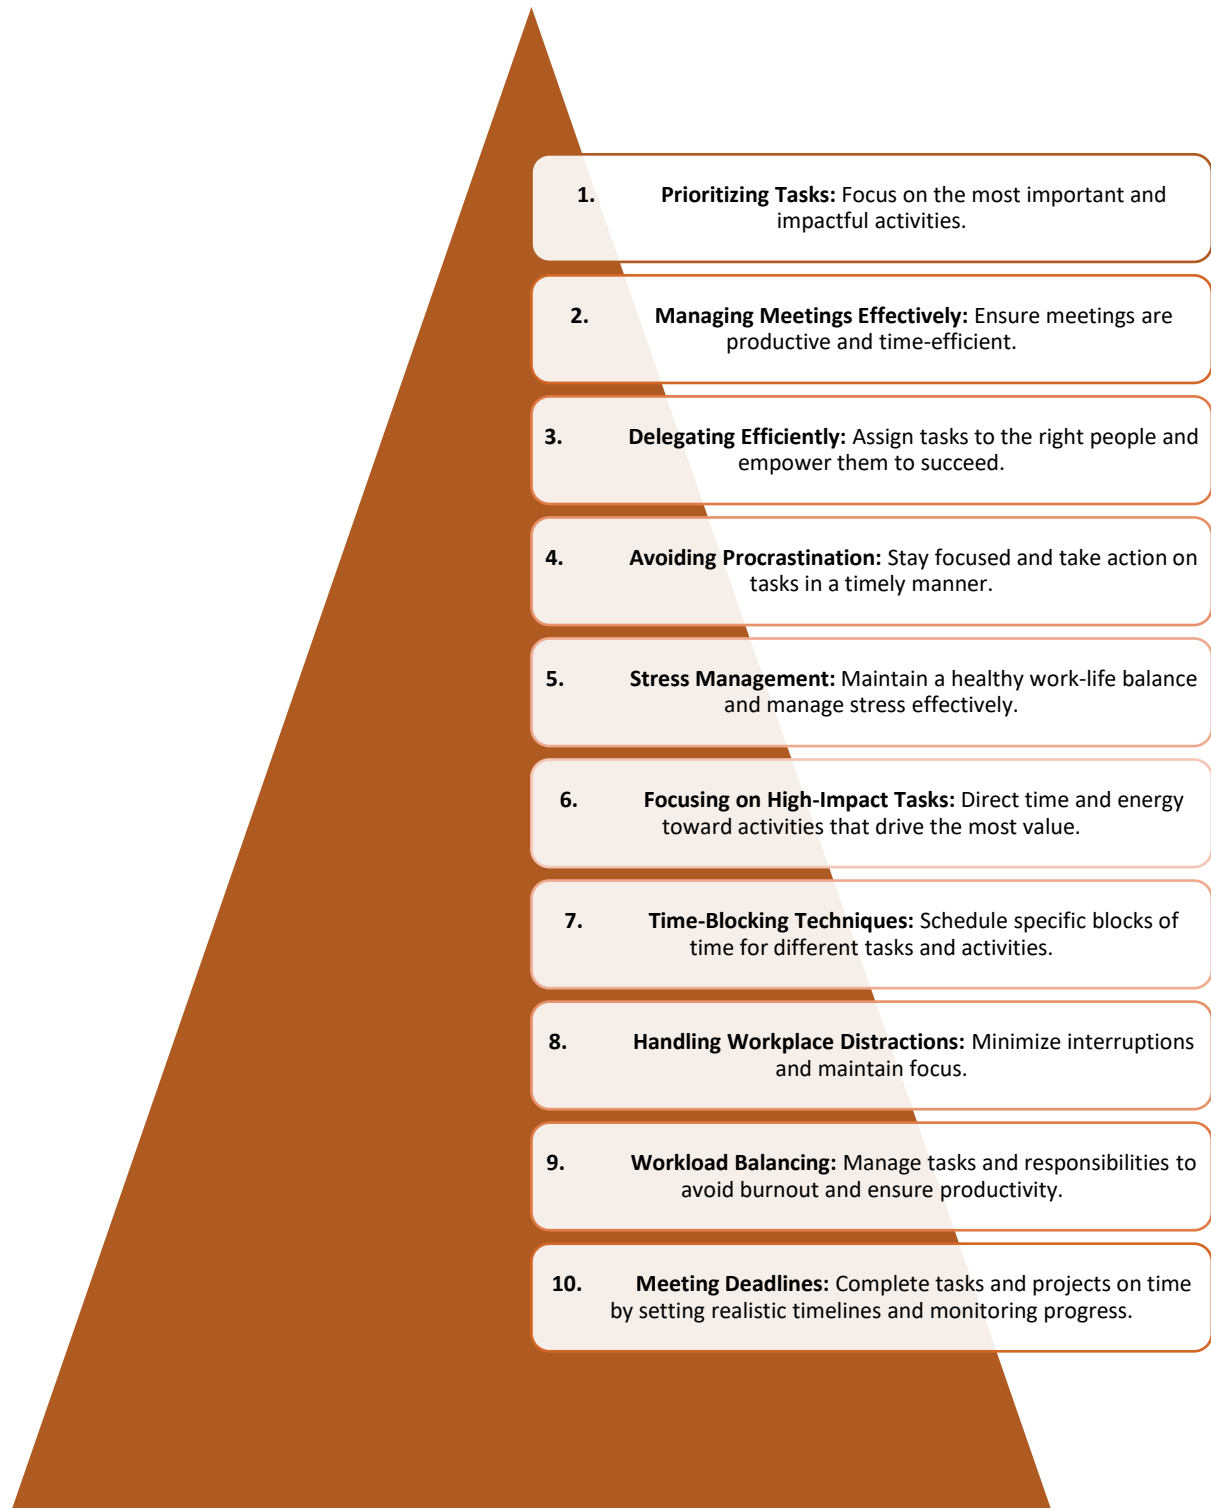 1. Prioritizing Tasks: Focus on the most important and
impactful activities.
2. Managing Meetings Effectively: Ensure meetings are
productive and time-efficient.
3. Delegating Efficiently: Assign tasks to the right people and
empower them to succeed.
4. Avoiding Procrastination: Stay focused and take action on
tasks in a timely manner.
5. Stress Management: Maintain a healthy work-life balance
and manage stress effectively.
6. Focusing on High-Impact Tasks: Direct time and energy
toward activities that drive the most value.
7. Time-Blocking Techniques: Schedule specific blocks of
time for different tasks and activities.
8. Handling Workplace Distractions: Minimize interruptions
and maintain focus.
9. Workload Balancing: Manage tasks and responsibilities to
avoid burnout and ensure productivity.
10. Meeting Deadlines: Complete tasks and projects on time
by setting realistic timelines and monitoring progress.